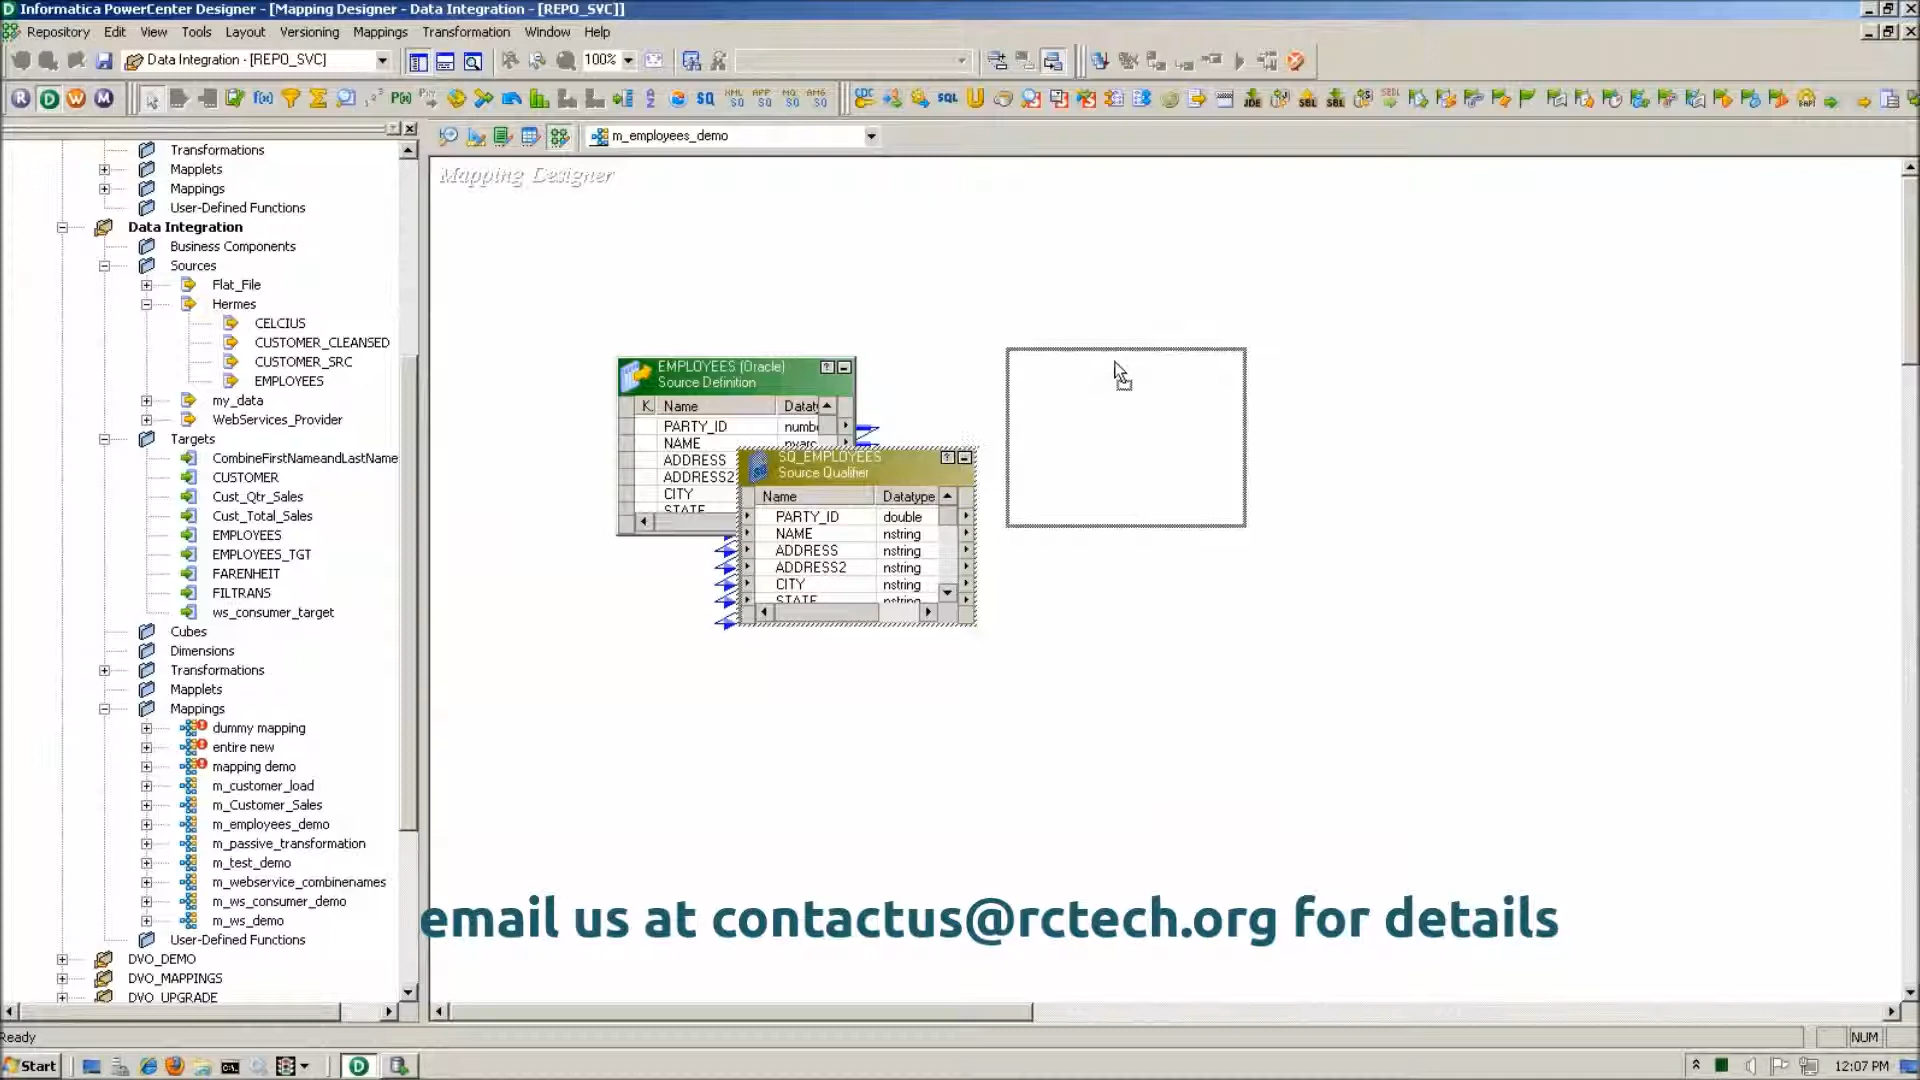 Informatica PowerCenter Designer - [Mapping Designer - Data Integration - [REPO_SVC]]
Repository Edit View Tools Layout Versioning Mappings Transformation Window Help
Data Integration - [REPO_SVC]
100%
m_employees_demo
Mapping Designer
Transformations
Mapplets
Mappings
User-Defined Functions
Data Integration
Business Components
Sources
Flat_File
Hermes
CELCIUS
CUSTOMER_CLEANSED
CUSTOMER_SRC
EMPLOYEES
my_data
WebServices_Provider
Targets
CombineFirstNameandLastName
CUSTOMER
Cust_Qtr_Sales
Cust_Total_Sales
EMPLOYEES
EMPLOYEES_TGT
FARENHEIT
FILTRANS
ws_consumer_target
Cubes
Dimensions
Transformations
Mapplets
Mappings
dummy mapping
entire new
mapping demo
m_customer_load
m_Customer_Sales
m_employees_demo
m_passive_transformation
m_test_demo
m_webservice_combinenames
m_ws_consumer_demo
m_ws_demo
User-Defined Functions
DVO_DEMO
DVO_MAPPINGS
DVO_UPGRADE
EMPLOYEES (Oracle)
Source Definition
K. Name Datat
PARTY_ID numbe
NAME nvarc
ADDRESS
ADDRESS2
CITY
STATE
SQ_EMPLOYEES
Source Qualifier
Name Datatype
PARTY_ID double
NAME nstring
ADDRESS nstring
ADDRESS2 nstring
CITY nstring
STATE nstring
email us at contactus@rctech.org for details
Ready
NUM
Start
12:07 PM